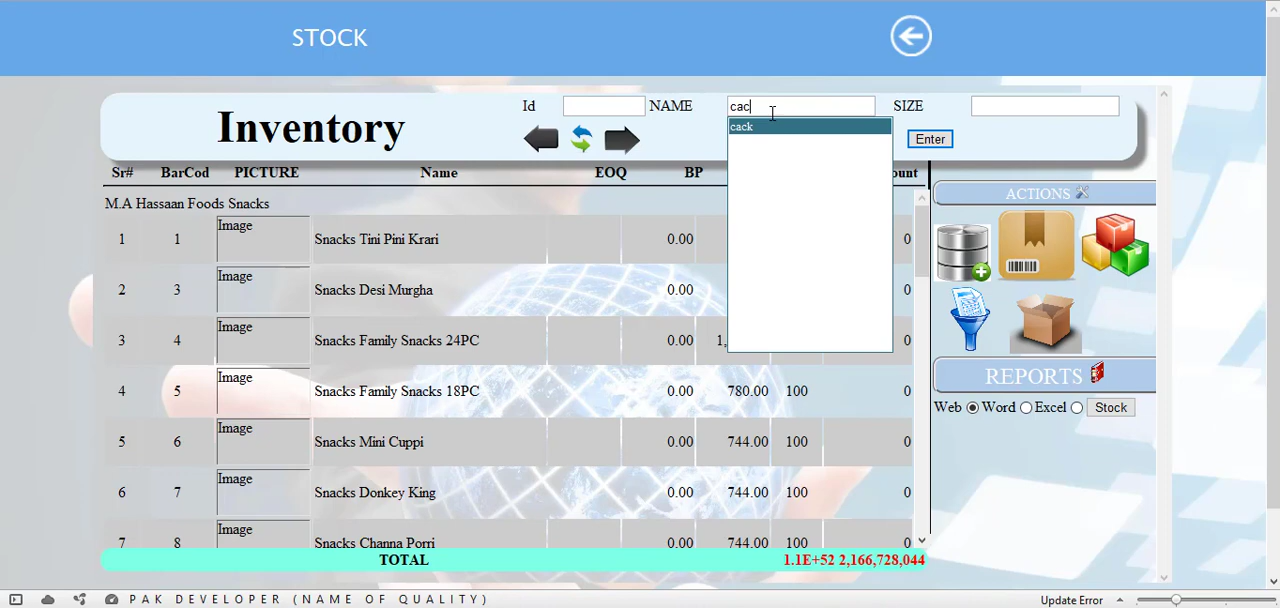 STOCK
Inventory
Id NAME cac SIZE
cack
Enter
Sr# BarCod PICTURE Name EOQ BP ount
M.A Hassaan Foods Snacks
1 1 Image Snacks Tini Pini Krari 0.00 0
2 3 Image Snacks Desi Murgha 0.00 0
3 4 Image Snacks Family Snacks 24PC 0.00 1, 0
4 5 Image Snacks Family Snacks 18PC 0.00 780.00 100 0
5 6 Image Snacks Mini Cuppi 0.00 744.00 100 0
6 7 Image Snacks Donkey King 0.00 744.00 100 0
7 8 Image Snacks Channa Porri 0.00 744.00 100 0
TOTAL 1.1E+52 2,166,728,044
ACTIONS
REPORTS
Web Word Excel Stock
PAK DEVELOPER (NAME OF QUALITY)
Update Error